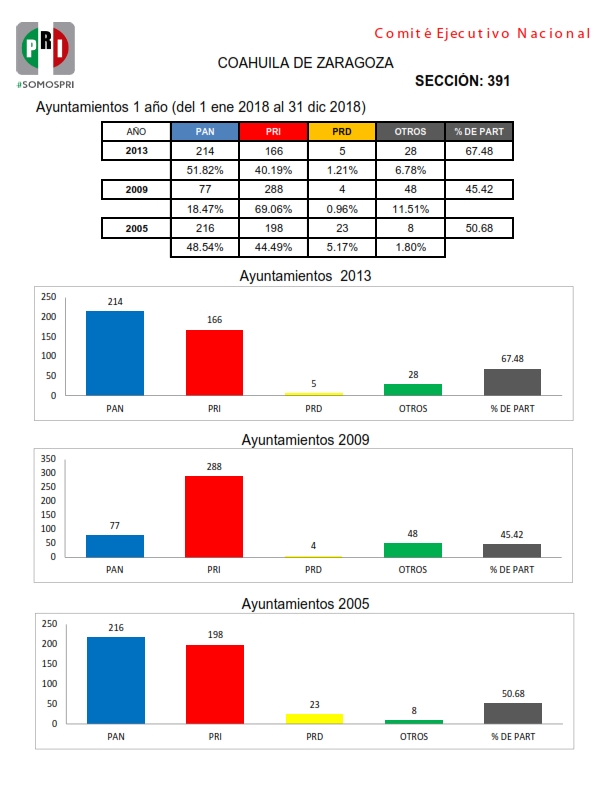 Comité Ejecutivo Nacional
PRI
#SOMOSPRI
COAHUILA DE ZARAGOZA
SECCIÓN: 391
Ayuntamientos 1 año (del 1 ene 2018 al 31 dic 2018)
AÑO PAN PRI PRD OTROS % DE PART
2013 214 166 5 28 67.48
51.82% 40.19% 1.21% 6.78%
2009 77 288 4 48 45.42
18.47% 69.06% 0.96% 11.51%
2005 216 198 23 8 50.68
48.54% 44.49% 5.17% 1.80%
Ayuntamientos 2013
250
200
150
100
50
0
214
166
5
28
67.48
PAN PRI PRD OTROS % DE PART
Ayuntamientos 2009
350
300
250
200
150
100
50
0
77
288
4
48
45.42
PAN PRI PRD OTROS % DE PART
Ayuntamientos 2005
250
200
150
100
50
0
216
198
23
8
50.68
PAN PRI PRD OTROS % DE PART